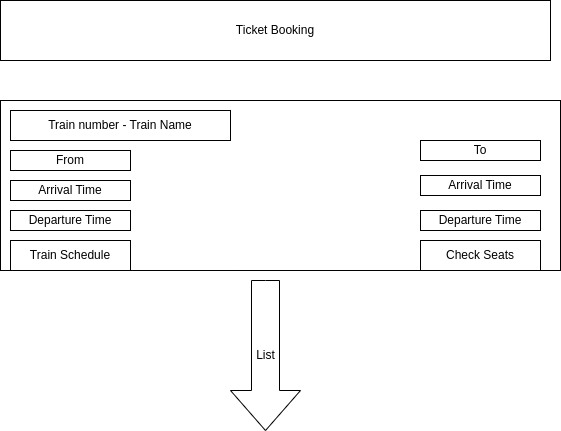 Ticket Booking
Train number - Train Name
From
To
Arrival Time
Arrival Time
Departure Time
Departure Time
Train Schedule
Check Seats
List